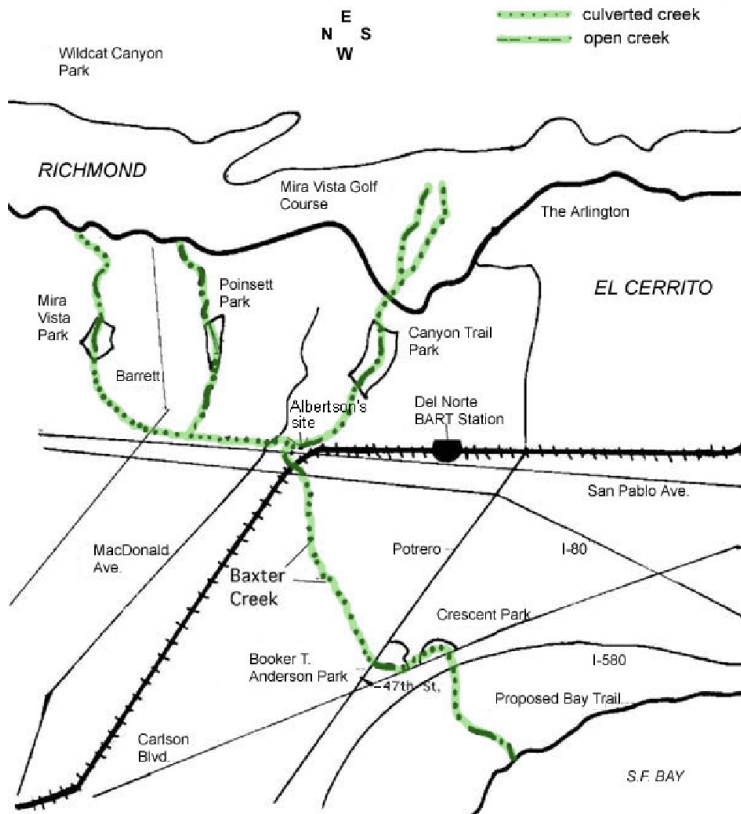 E
N S
W
culverted creek
open creek
Wildcat Canyon
Park
RICHMOND
Mira Vista Golf
Course
The Arlington
EL CERRITO
Mira
Vista
Park
Poinsett
Park
Canyon Trail
Park
Barrett
Albertson's
site
Del Norte
BART Station
San Pablo Ave.
MacDonald
Ave.
Baxter
Creek
Potrero
I-80
Crescent Park
Booker T.
Anderson Park
47th St,
I-580
Proposed Bay Trail
Carlson
Blvd.
S.F. BAY